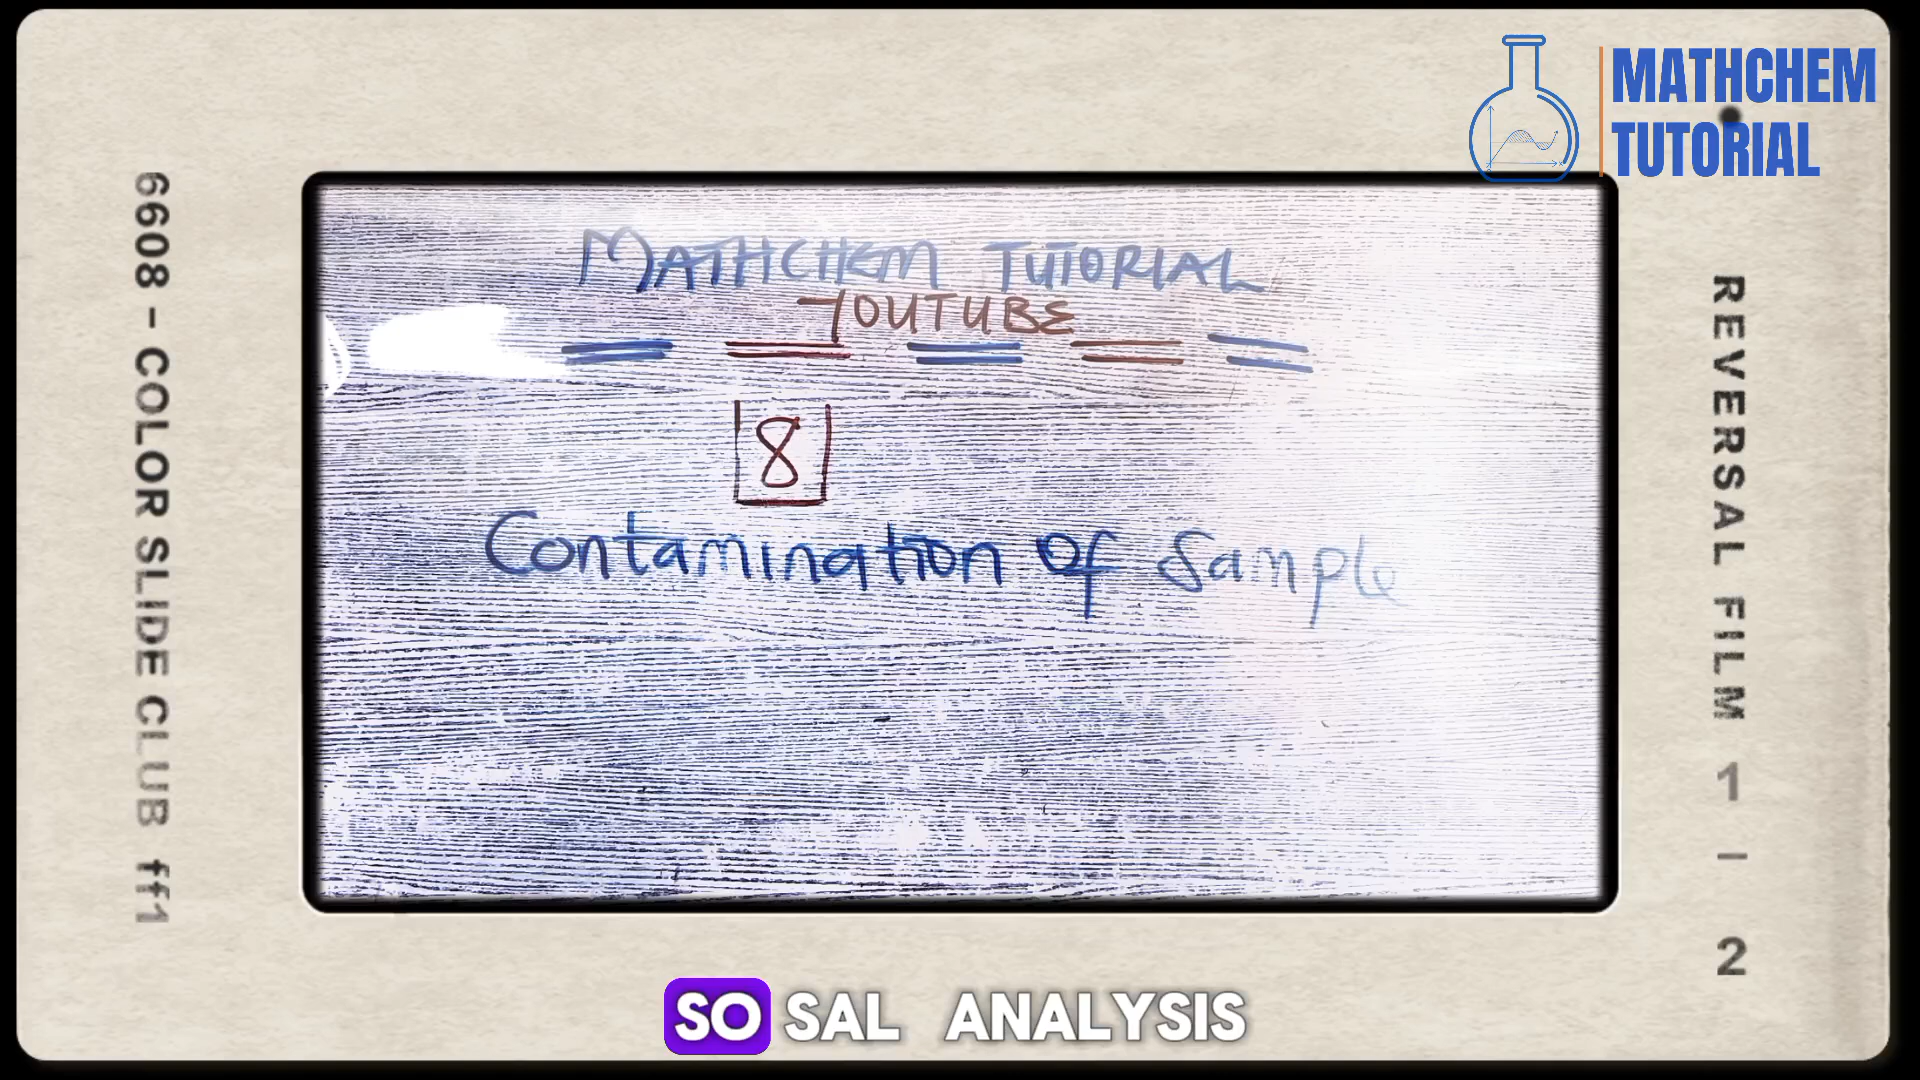 MATHCHEM
TUTORIAL
6608 - COLOR SLIDE CLUB ff1
MATHCHEM TUTORIAL
YOUTUBE
8
Contamination of Sample
REVERSAL FILM 1 - 2
SO SAL ANALYSIS